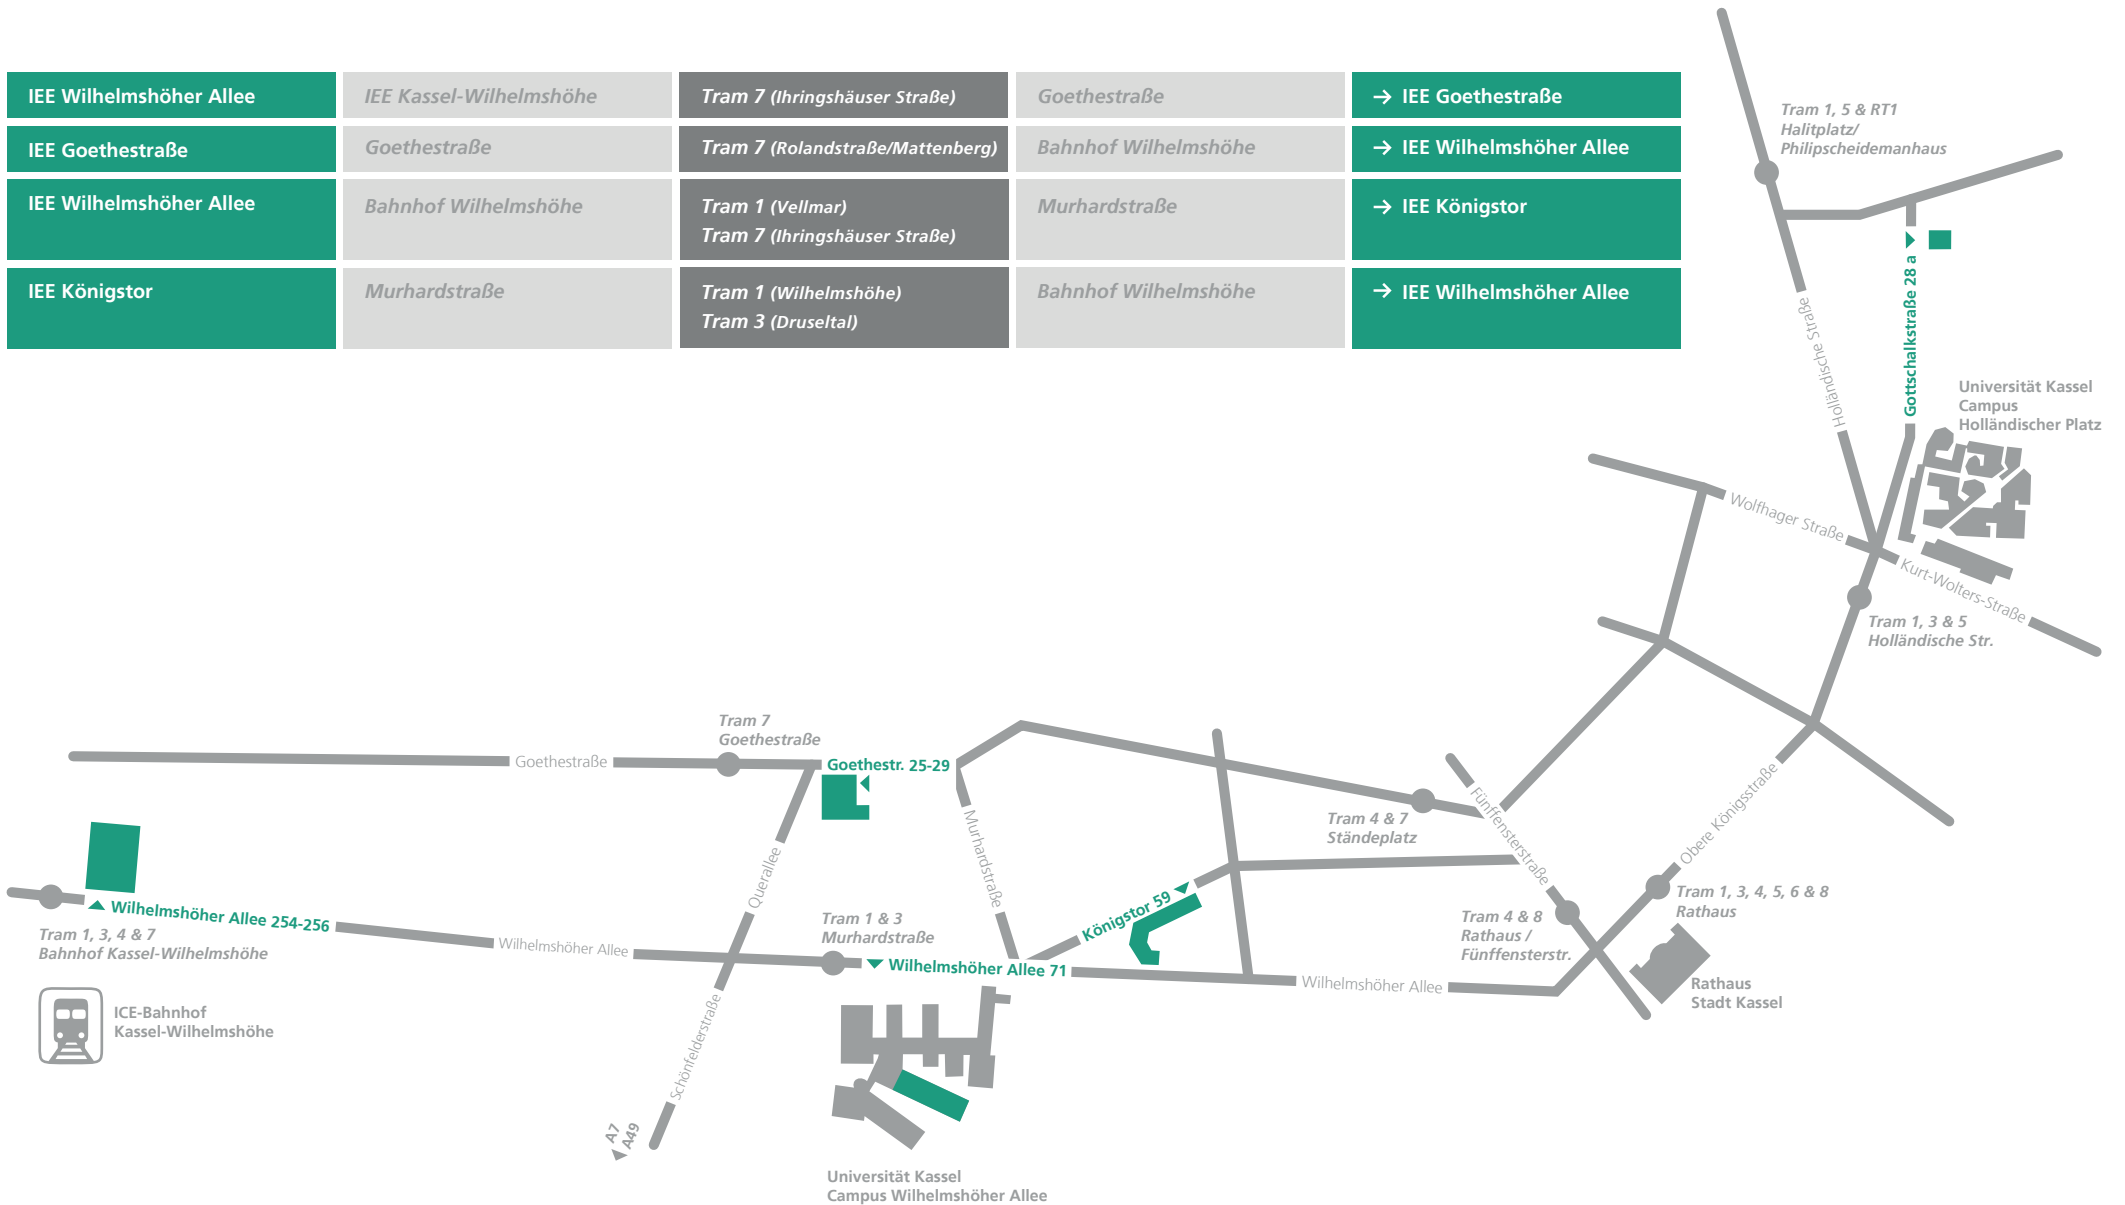 IEE Wilhelmshöher Allee
IEE Kassel-Wilhelmshöhe
Tram 7 (Ihringshäuser Straße)
Goethestraße
→ IEE Goethestraße
IEE Goethestraße
Goethestraße
Tram 7 (Rolandstraße/Mattenberg)
Bahnhof Wilhelmshöhe
→ IEE Wilhelmshöher Allee
IEE Wilhelmshöher Allee
Bahnhof Wilhelmshöhe
Tram 1 (Vellmar)
Tram 7 (Ihringshäuser Straße)
Murhardstraße
→ IEE Königstor
IEE Königstor
Murhardstraße
Tram 1 (Wilhelmshöhe)
Tram 3 (Druseltal)
Bahnhof Wilhelmshöhe
→ IEE Wilhelmshöher Allee
Tram 1, 5 & RT1
Halitplatz/
Philipscheidemanhaus
Holländische Straße
Gottschalkstraße 28 a
Universität Kassel
Campus
Holländischer Platz
Wolfhager Straße
Kurt-Wolters-Straße
Tram 1, 3 & 5
Holländische Str.
Tram 7
Goethestraße
Goethestraße
Goethestr. 25-29
Murhardstraße
Querallee
Tram 4 & 7
Ständeplatz
Fünffensterstraße
Obere Königsstraße
Wilhelmshöher Allee 254-256
Tram 1, 3, 4 & 7
Bahnhof Kassel-Wilhelmshöhe
Wilhelmshöher Allee
Tram 1 & 3
Murhardstraße
Wilhelmshöher Allee 71
Königstor 59
Wilhelmshöher Allee
Tram 4 & 8
Rathaus /
Fünffensterstr.
Tram 1, 3, 4, 5, 6 & 8
Rathaus
Rathaus
Stadt Kassel
ICE-Bahnhof
Kassel-Wilhelmshöhe
Schönfelderstraße
A7
A49
Universität Kassel
Campus Wilhelmshöher Allee